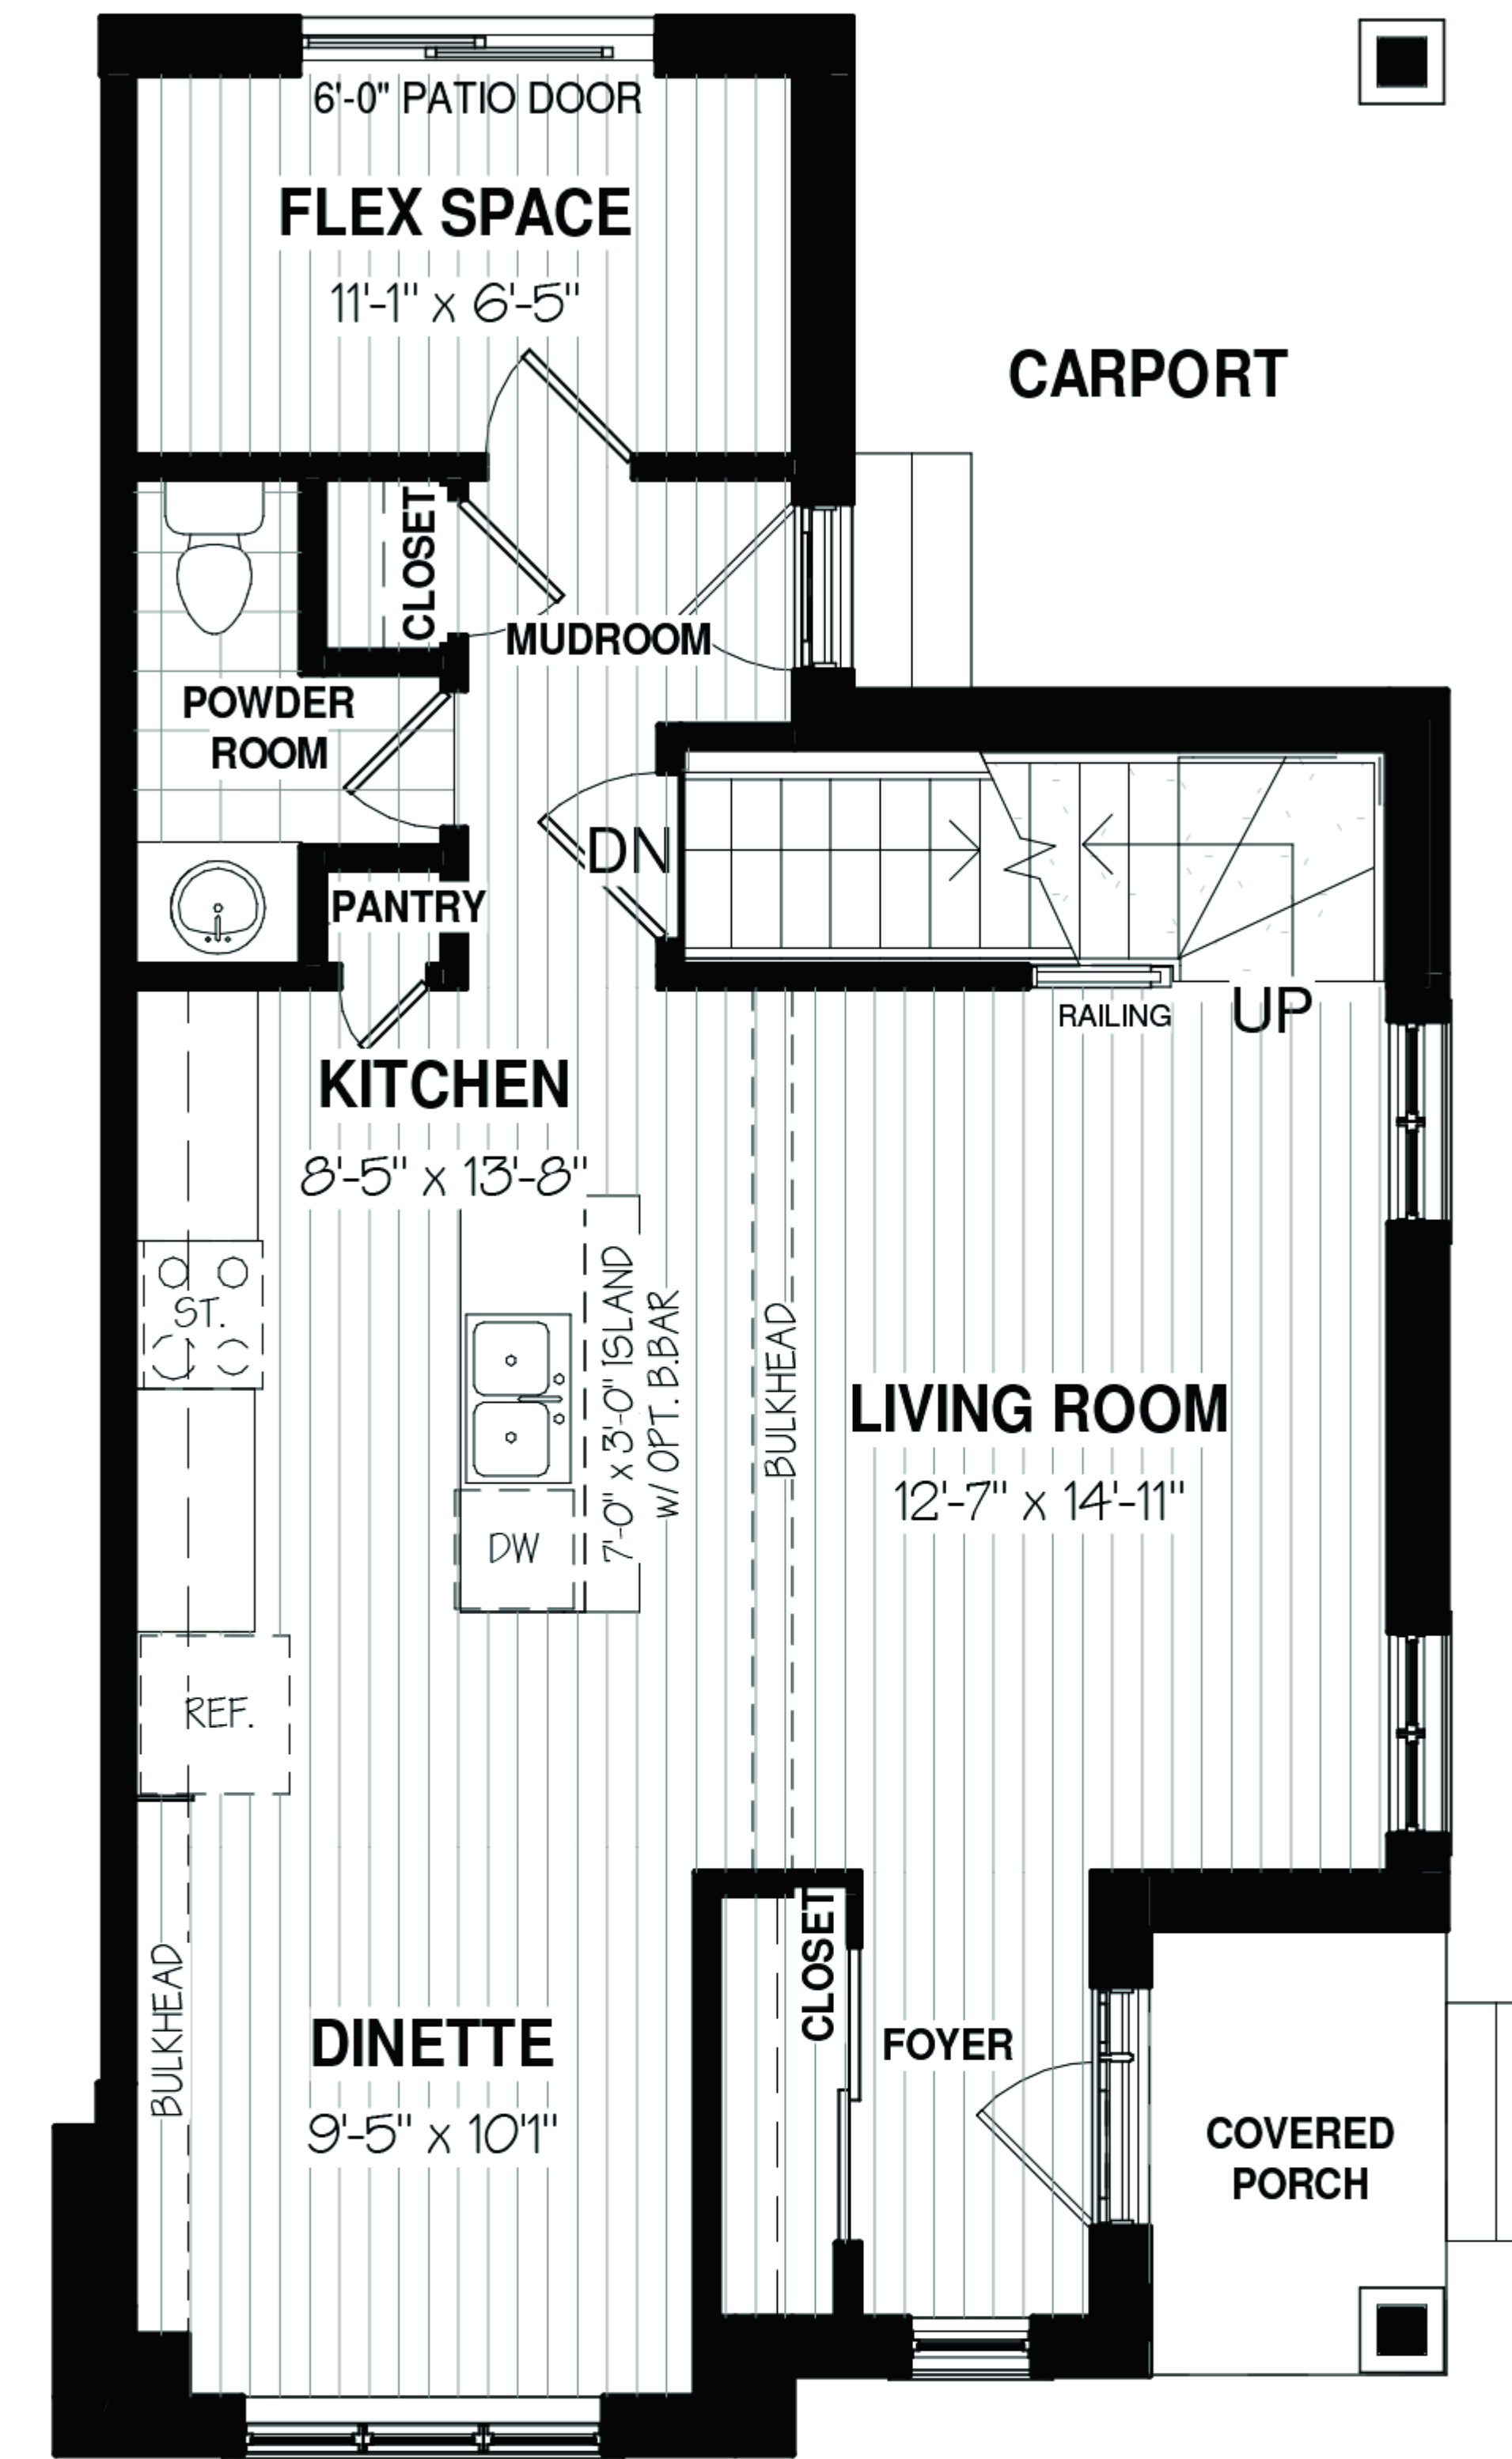 6'-0" PATIO DOOR
FLEX SPACE
11'-1" x 6'-5"
CARPORT
CLOSET
MUDROOM
POWDER
ROOM
DN
PANTRY
RAILING
UP
KITCHEN
8'-5" x 13'-8"
ST.
7'-0" x 3'-0" ISLAND
W/ OPT. B.BAR
BULKHEAD
LIVING ROOM
12'-7" x 14'-11"
DW
REF.
CLOSET
BULKHEAD
DINETTE
9'-5" x 10'1"
FOYER
COVERED
PORCH